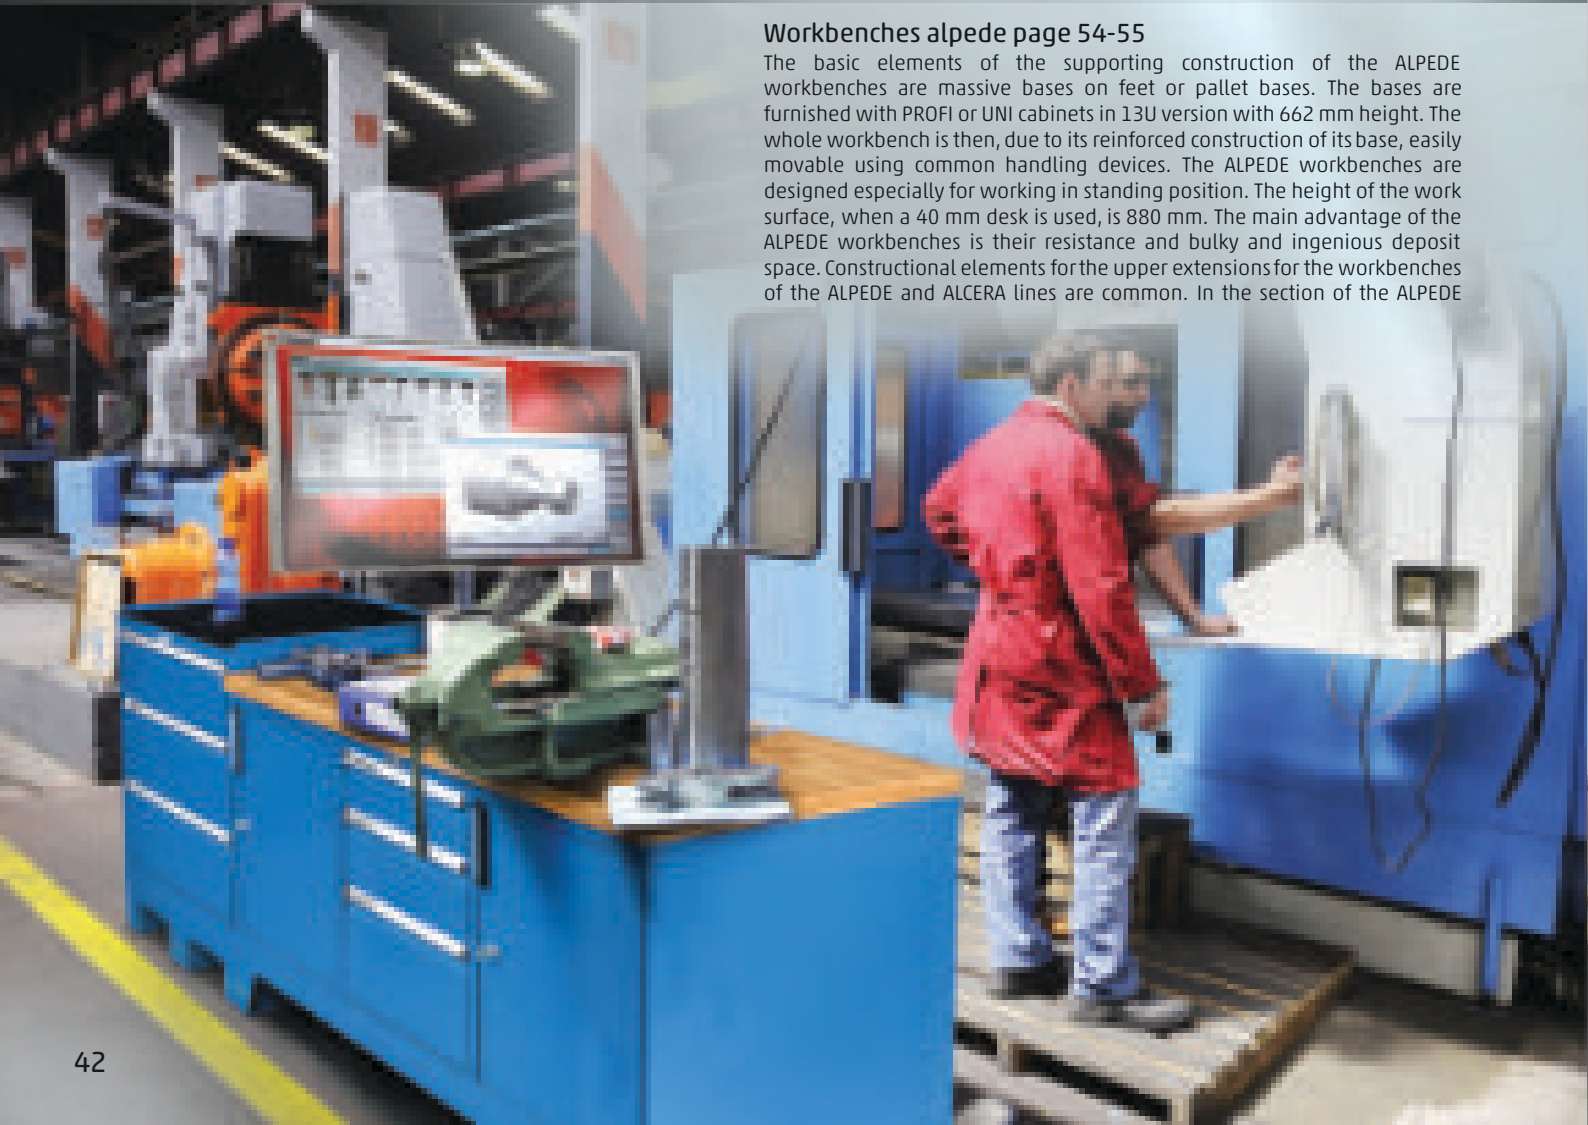 Workbenches alpede page 54-55
The basic elements of the supporting construction of the ALPEDE
workbenches are massive bases on feet or pallet bases. The bases are
furnished with PROFI or UNI cabinets in 13U version with 662 mm height. The
whole workbench is then, due to its reinforced construction of its base, easily
movable using common handling devices. The ALPEDE workbenches are
designed especially for working in standing position. The height of the work
surface, when a 40 mm desk is used, is 880 mm. The main advantage of the
ALPEDE workbenches is their resistance and bulky and ingenious deposit
space. Constructional elements for the upper extensions for the workbenches
of the ALPEDE and ALCERA lines are common. In the section of the ALPEDE
42